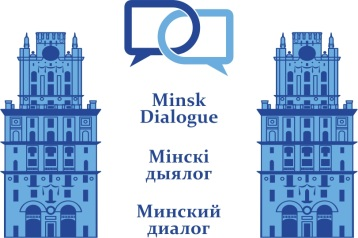 Minsk
Dialogue
Мінскі
дыялог
Минский
диалог